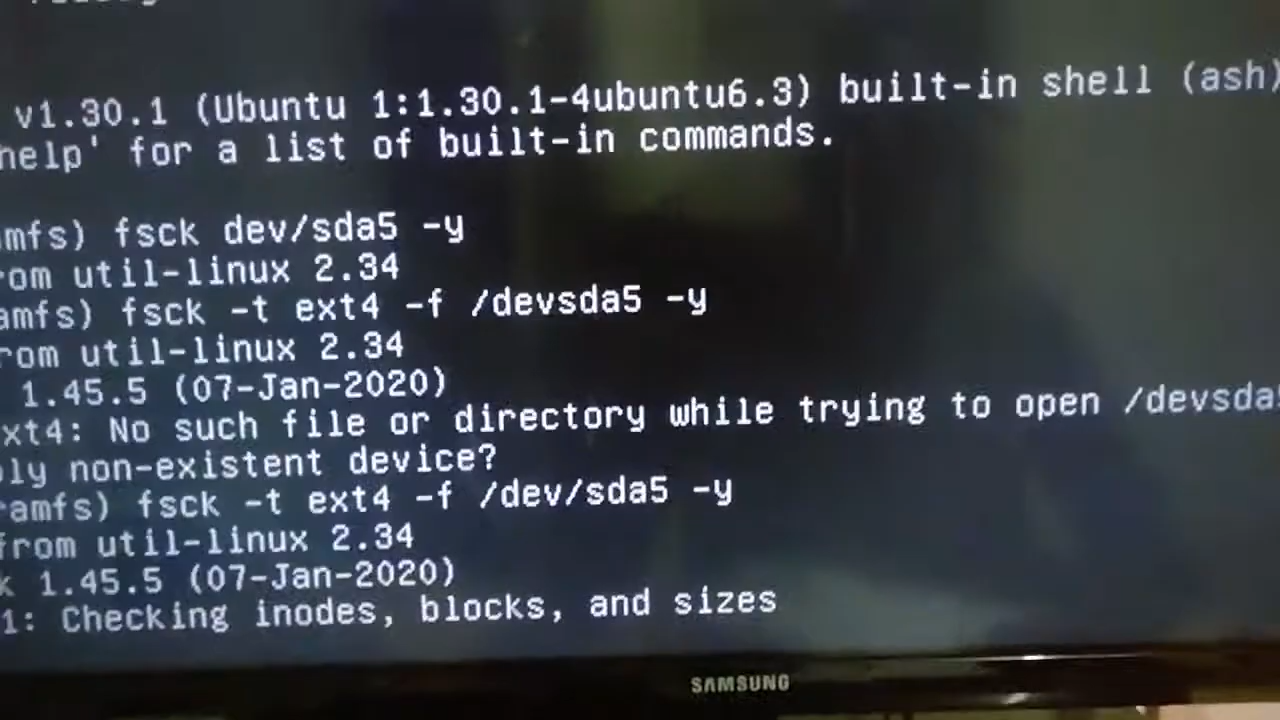 v1.30.1 (Ubuntu 1:1.30.1-4ubuntu6.3) built-in shell (ash)
help' for a list of built-in commands.
mfs) fsck dev/sda5 -y
rom util-linux 2.34
amfs) fsck -t ext4 -f /devsda5 -y
rom util-linux 2.34
1.45.5 (07-Jan-2020)
xt4: No such file or directory while trying to open /devsda5
ly non-existent device?
ramfs) fsck -t ext4 -f /dev/sda5 -y
from util-linux 2.34
k 1.45.5 (07-Jan-2020)
1: Checking inodes, blocks, and sizes
SAMSUNG